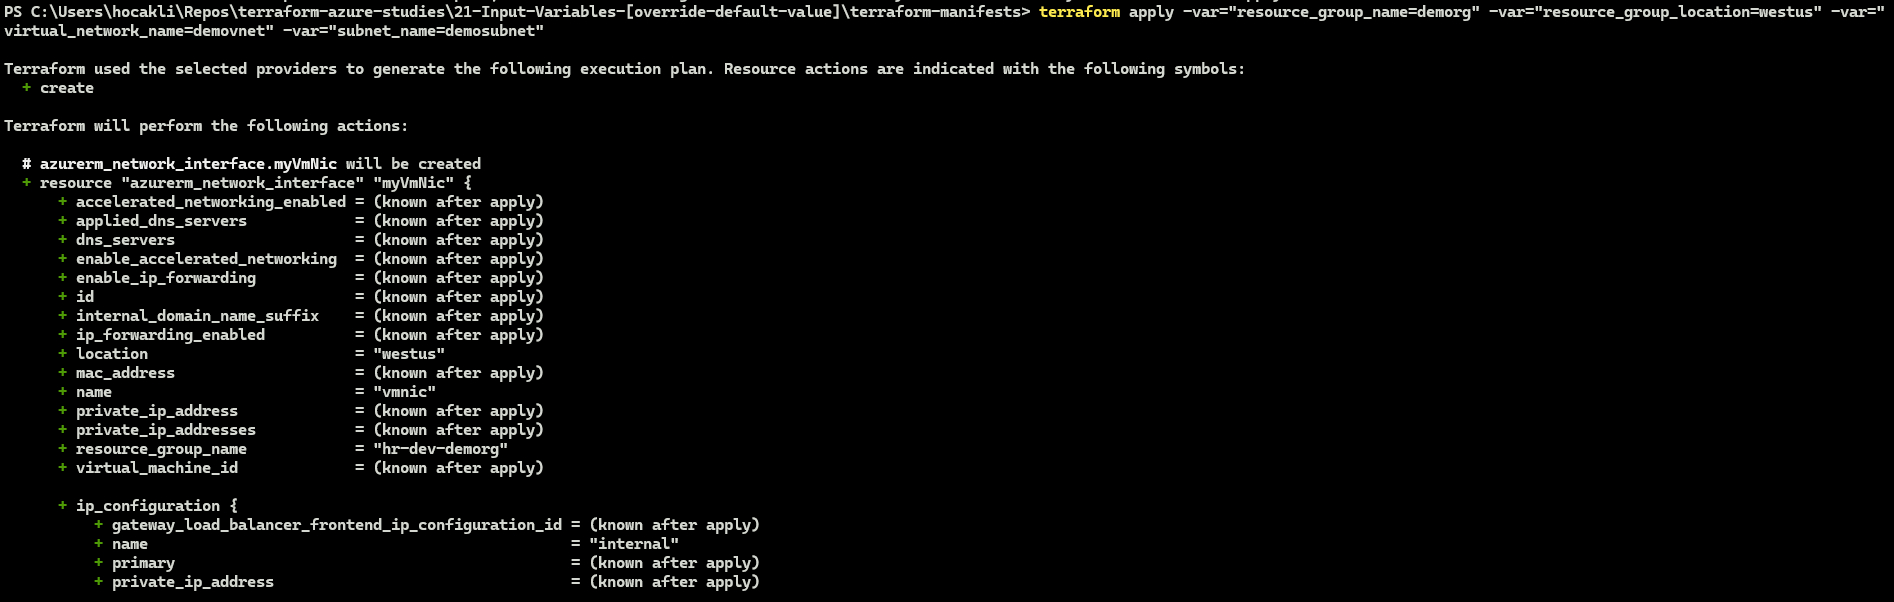 PS C:\Users\hocakli\Repos\terraform-azure-studies\21-Input-Variables-[override-default-value]\terraform-manifests> terraform apply -var="resource_group_name=demorg" -var="resource_group_location=westus" -var="
virtual_network_name=demovnet" -var="subnet_name=demosubnet"
Terraform used the selected providers to generate the following execution plan. Resource actions are indicated with the following symbols:
+ create
Terraform will perform the following actions:
# azurerm_network_interface.myVmNic will be created
+ resource "azurerm_network_interface" "myVmNic" {
+ accelerated_networking_enabled = (known after apply)
+ applied_dns_servers = (known after apply)
+ dns_servers = (known after apply)
+ enable_accelerated_networking = (known after apply)
+ enable_ip_forwarding = (known after apply)
+ id = (known after apply)
+ internal_domain_name_suffix = (known after apply)
+ ip_forwarding_enabled = (known after apply)
+ location = "westus"
+ mac_address = (known after apply)
+ name = "vmnic"
+ private_ip_address = (known after apply)
+ private_ip_addresses = (known after apply)
+ resource_group_name = "hr-dev-demorg"
+ virtual_machine_id = (known after apply)
+ ip_configuration {
+ gateway_load_balancer_frontend_ip_configuration_id = (known after apply)
+ name = "internal"
+ primary = (known after apply)
+ private_ip_address = (known after apply)